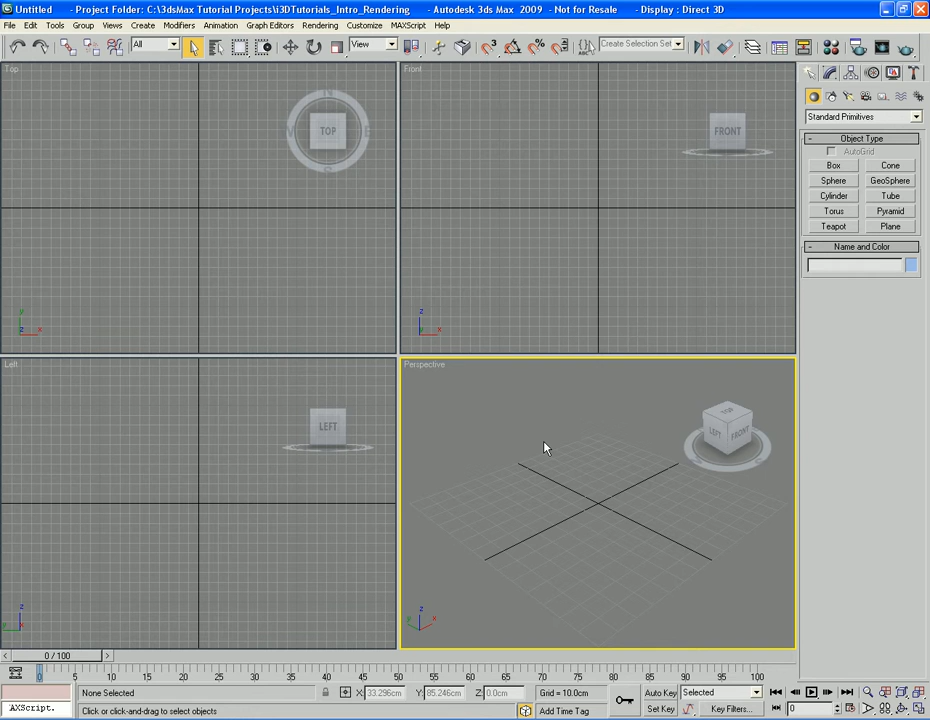 Untitled - Project Folder: C:\3dsMax Tutorial Projects\i3DTutorials_Intro_Rendering - Autodesk 3ds Max 2009 - Not for Resale - Display : Direct 3D
File Edit Tools Group Views Create Modifiers Animation Graph Editors Rendering Customize MAXScript Help
All View Create Selection Set
Top
TOP
Front
FRONT
Standard Primitives
- Object Type
AutoGrid
Box Cone
Sphere GeoSphere
Cylinder Tube
Torus Pyramid
Teapot Plane
- Name and Color
y
z x
z
y x
Left
LEFT
Perspective
TOP
LEFT FRONT
z
y
z
y x
< 0 / 100 >
0 5 10 15 20 25 30 35 40 45 50 55 60 65 70 75 80 85 90 95 100
None Selected X: 33.296cm Y: 85.246cm Z: 0.0cm Grid = 10.0cm Auto Key Selected
AXScript. Click or click-and-drag to select objects Add Time Tag Set Key Key Filters... 0